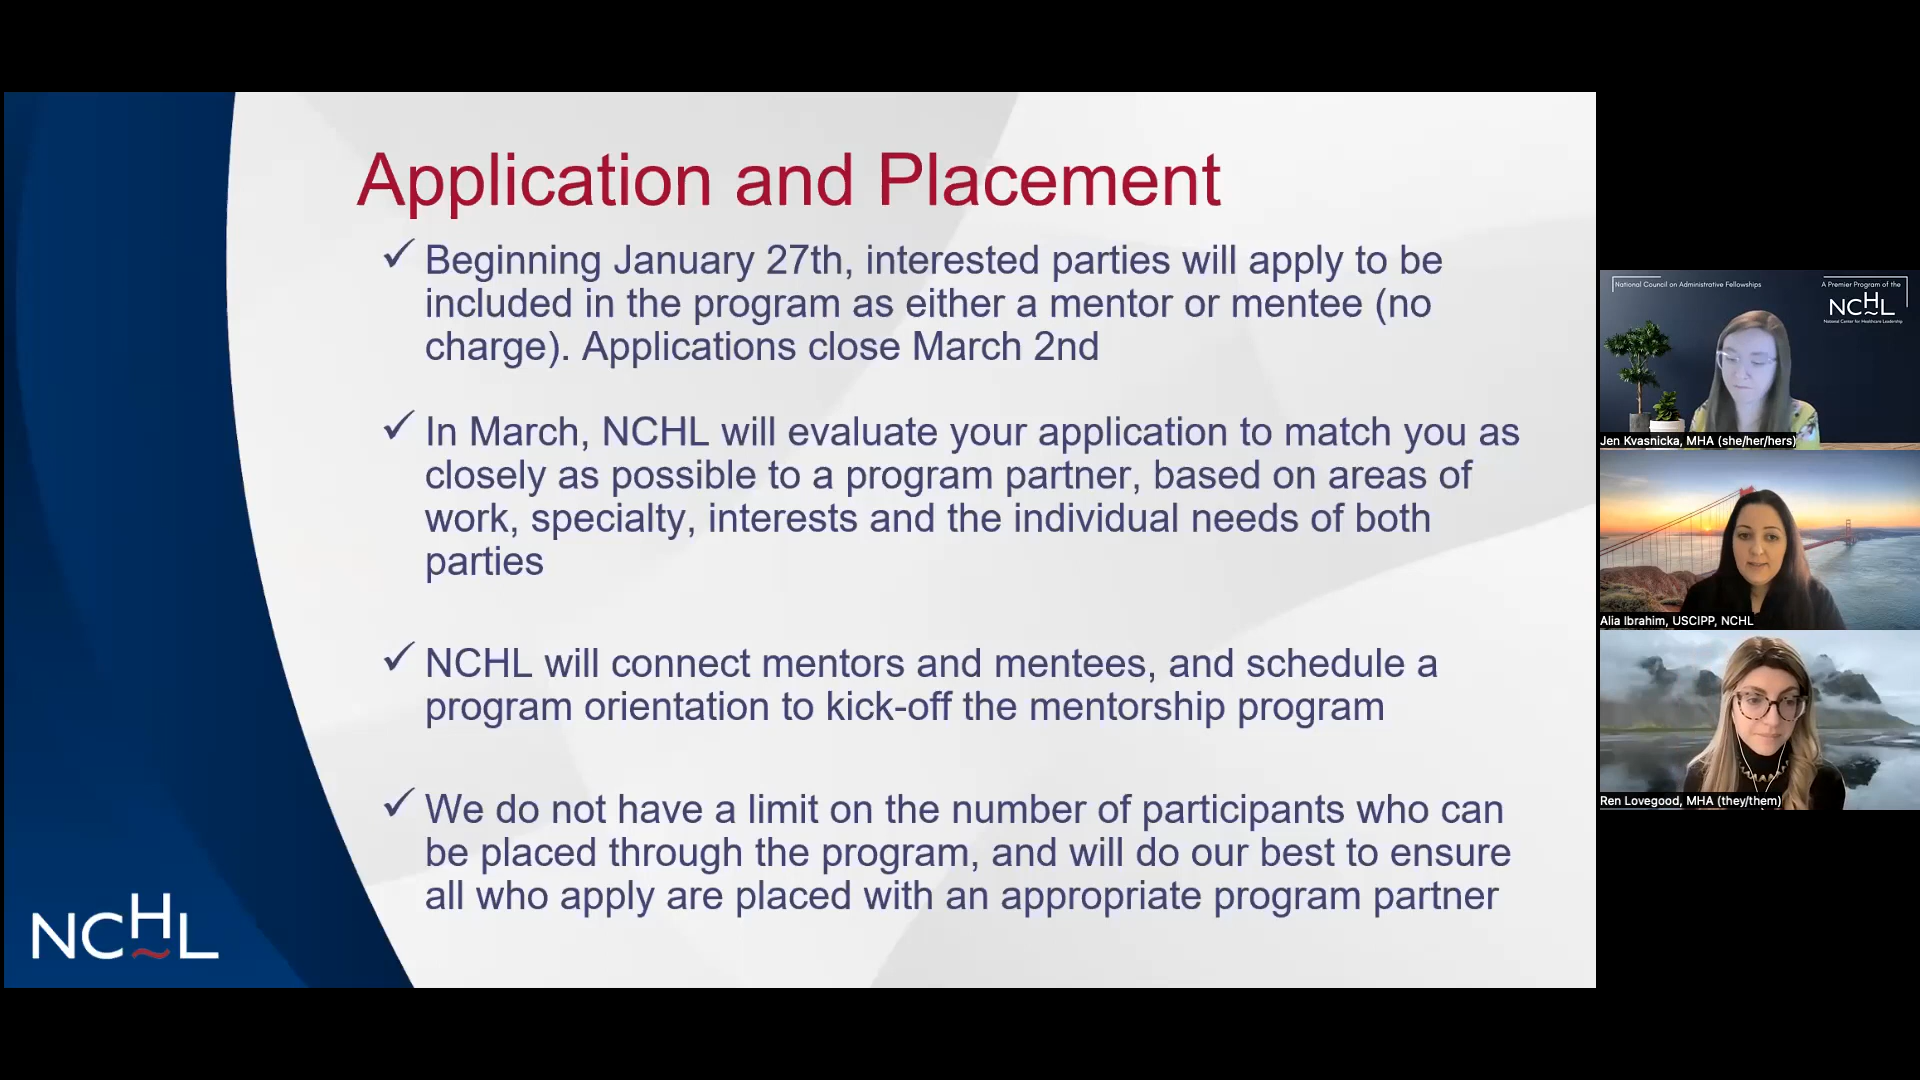 Application and Placement
✓ Beginning January 27th, interested parties will apply to be
included in the program as either a mentor or mentee (no
charge). Applications close March 2nd
✓ In March, NCHL will evaluate your application to match you as
closely as possible to a program partner, based on areas of
work, specialty, interests and the individual needs of both
parties
✓ NCHL will connect mentors and mentees, and schedule a
program orientation to kick-off the mentorship program
✓ We do not have a limit on the number of participants who can
be placed through the program, and will do our best to ensure
all who apply are placed with an appropriate program partner
NCHL
National Council on Administrative Fellowships
A Premier Program of the
NCHL
National Center for Healthcare Leadership
Jen Kvasnicka, MHA (she/her/hers)
Alia Ibrahim, USCIPP, NCHL
Ren Lovegood, MHA (they/them)